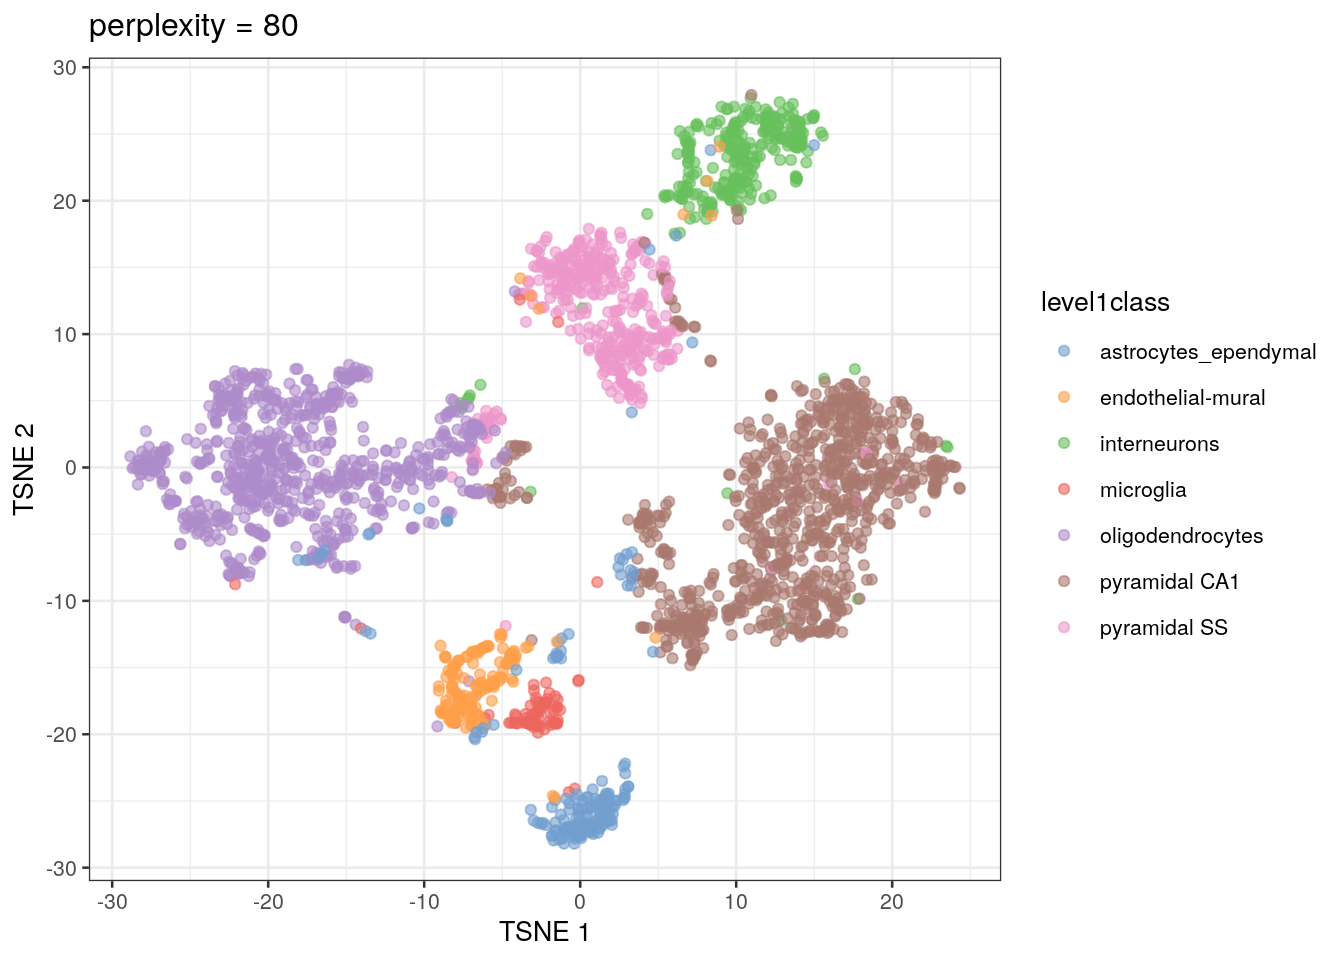 perplexity = 80
30
20
10
0
-10
-20
-30
TSNE 2
-30
-20
-10
0
10
20
TSNE 1
level1class
astrocytes_ependymal
endothelial-mural
interneurons
microglia
oligodendrocytes
pyramidal CA1
pyramidal SS